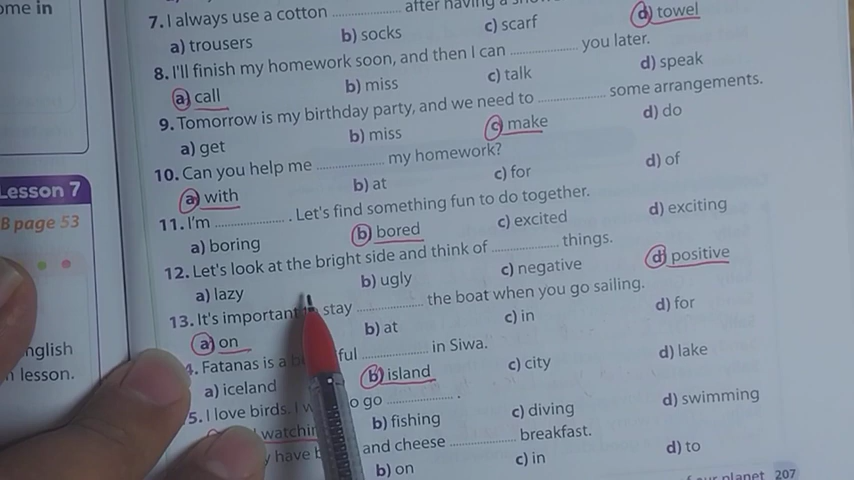 ome in
Lesson 7
B page 53
nglish
lesson.
7. I always use a cotton ............... after having a
a) trousers b) socks c) scarf d) towel
8. I'll finish my homework soon, and then I can ............... you later.
a) call b) miss c) talk d) speak
9. Tomorrow is my birthday party, and we need to ............... some arrangements.
a) get b) miss c) make d) do
10. Can you help me ............... my homework?
a) with b) at c) for d) of
11. I'm ............... . Let's find something fun to do together.
a) boring b) bored c) excited d) exciting
12. Let's look at the bright side and think of ............... things.
a) lazy b) ugly c) negative d) positive
13. It's important stay ............... the boat when you go sailing.
a) on b) at c) in d) for
4. Fatanas is a ful ............... in Siwa.
a) iceland b) island c) city d) lake
5. I love birds. I o go ............... .
watchin b) fishing c) diving d) swimming
have and cheese ............... breakfast.
b) on c) in d) to
our planet 207